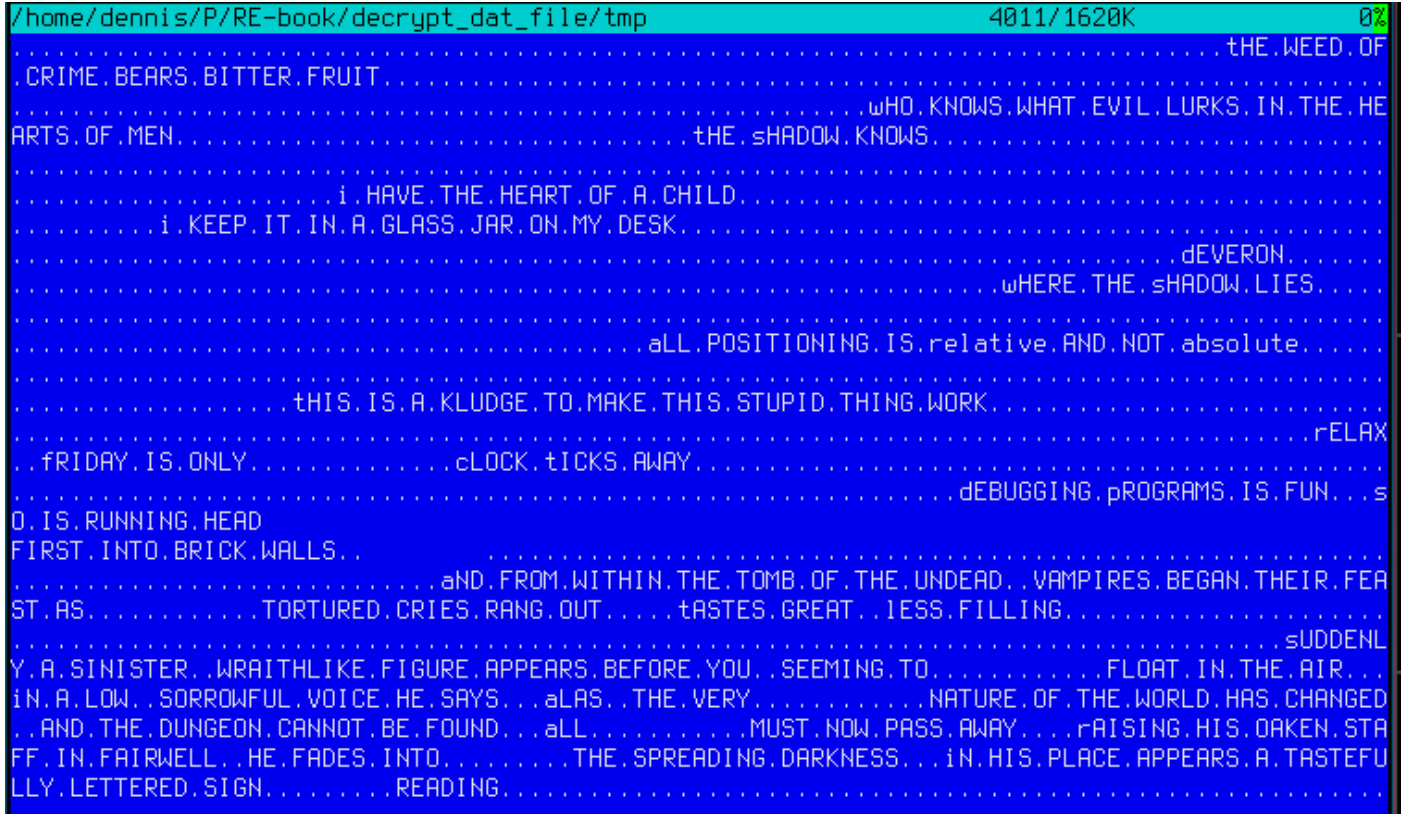 /home/dennis/P/RE-book/decrypt_dat_file/tmp 4011/1620K 0%
..................................................................................tHE.WEED.OF
.CRIME.BEARS.BITTER.FRUIT....................................................................
..........................................................wHO.KNOWS.WHAT.EVIL.LURKS.IN.THE.HE
ARTS.OF.MEN...................................tHE.sHADOW.KNOWS...............................
.............................................................................................
......................i.HAVE.THE.HEART.OF.A.CHILD............................................
..........i.KEEP.IT.IN.A.GLASS.JAR.ON.MY.DESK................................................
...............................................................................dEVERON.......
...................................................................wHERE.THE.sHADOW.LIES.....
.............................................................................................
...........................................aLL.POSITIONING.IS.relative.AND.NOT.absolute......
.............................................................................................
...................tHIS.IS.A.KLUDGE.TO.MAKE.THIS.STUPID.THING.WORK...........................
........................................................................................rELAX
..fRIDAY.IS.ONLY..............cLOCK.tICKS.AWAY...............................................
................................................................dEBUGGING.pROGRAMS.IS.FUN...s
O.IS.RUNNING.HEAD
FIRST.INTO.BRICK.WALLS..        .............................................................
.............................aND.FROM.WITHIN.THE.TOMB.OF.THE.UNDEAD..VAMPIRES.BEGAN.THEIR.FEA
ST.AS............TORTURED.CRIES.RANG.OUT.....tASTES.GREAT..lESS.FILLING......................
......................................................................................sUDDENL
Y.A.SINISTER..WRAITHLIKE.FIGURE.APPEARS.BEFORE.YOU..SEEMING.TO............FLOAT.IN.THE.AIR...
iN.A.LOW..SORROWFUL.VOICE.HE.SAYS...aLAS..THE.VERY............NATURE.OF.THE.WORLD.HAS.CHANGED
..AND.THE.DUNGEON.CANNOT.BE.FOUND...aLL...........MUST.NOW.PASS.AWAY....rAISING.HIS.OAKEN.STA
FF.IN.FAIRWELL..HE.FADES.INTO.........THE.SPREADING.DARKNESS...iN.HIS.PLACE.APPEARS.A.TASTEFU
LLY.LETTERED.SIGN.........READING............................................................